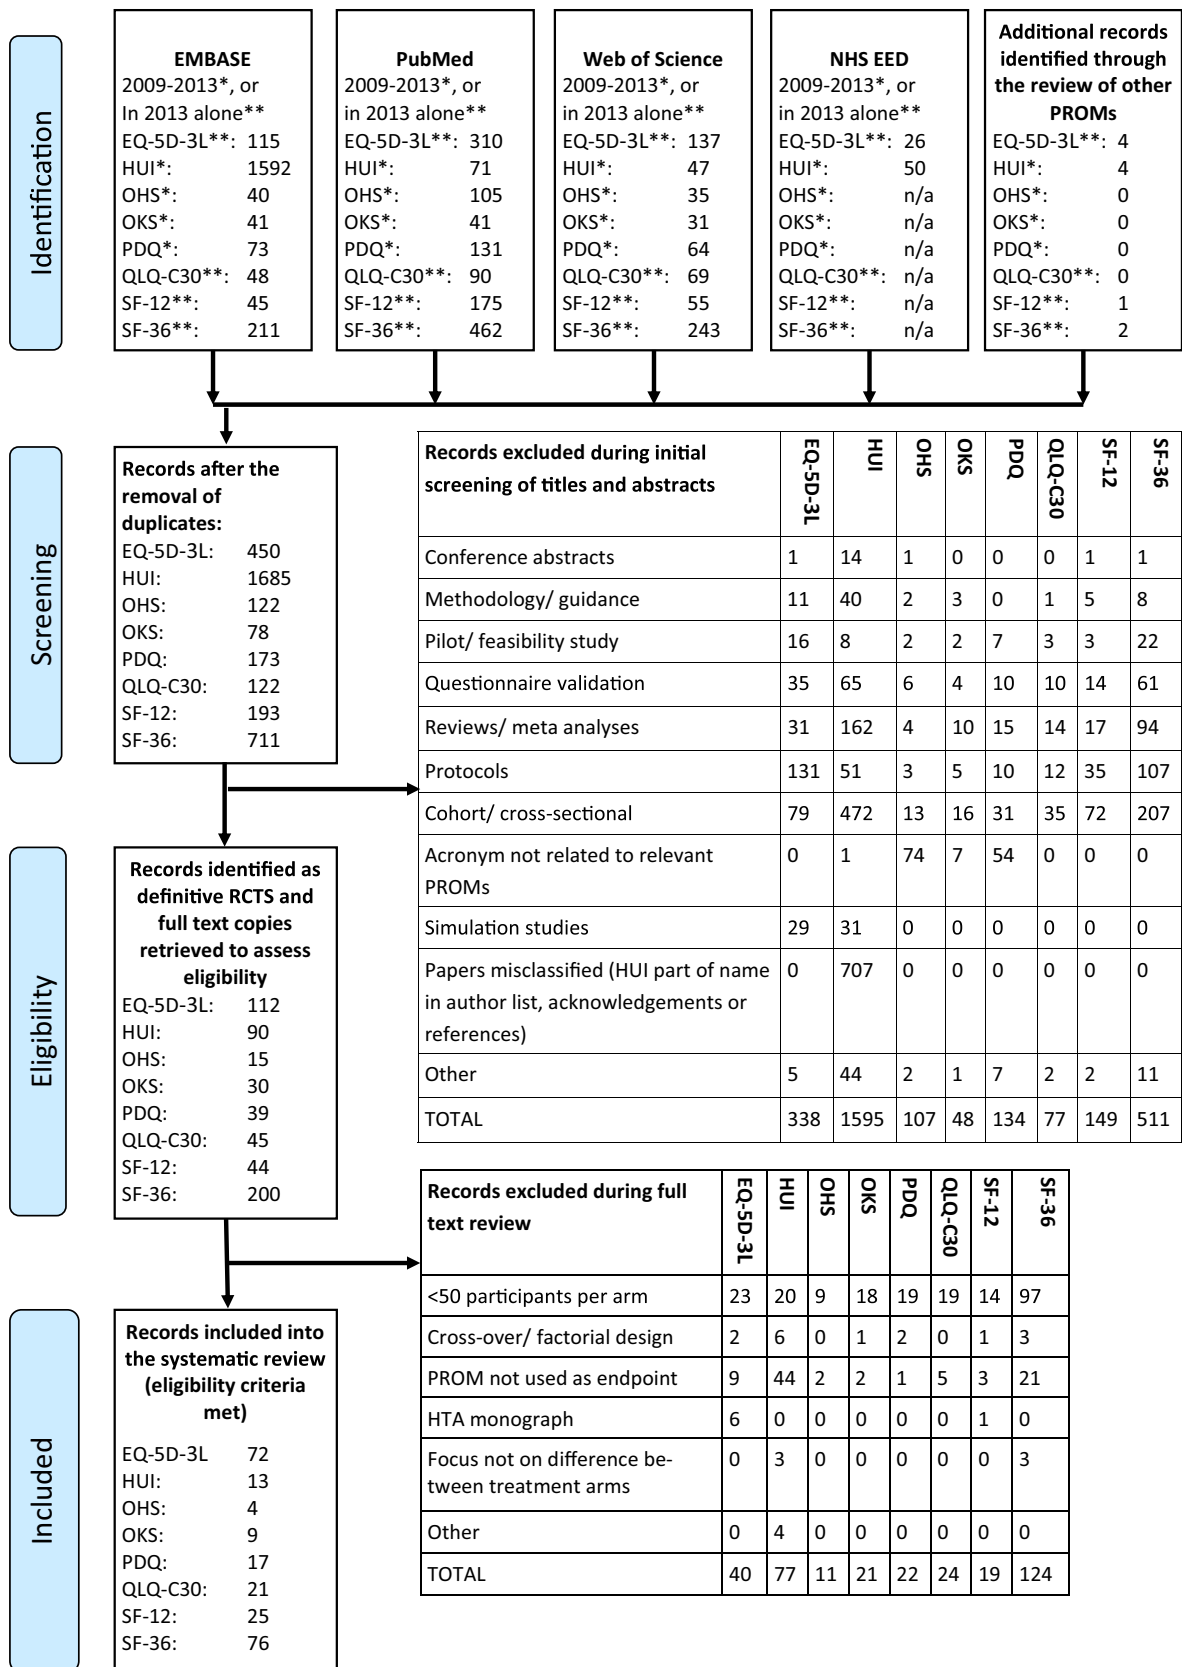 Identification
EMBASE
2009-2013*, or
In 2013 alone**
EQ-5D-3L**: 115
HUI*: 1592
OHS*: 40
OKS*: 41
PDQ*: 73
QLQ-C30**: 48
SF-12**: 45
SF-36**: 211
PubMed
2009-2013*, or
in 2013 alone**
EQ-5D-3L**: 310
HUI*: 71
OHS*: 105
OKS*: 41
PDQ*: 131
QLQ-C30**: 90
SF-12**: 175
SF-36**: 462
Web of Science
2009-2013*, or
in 2013 alone**
EQ-5D-3L**: 137
HUI*: 47
OHS*: 35
OKS*: 31
PDQ*: 64
QLQ-C30**: 69
SF-12**: 55
SF-36**: 243
NHS EED
2009-2013*, or
in 2013 alone**
EQ-5D-3L**: 26
HUI*: 50
OHS*: n/a
OKS*: n/a
PDQ*: n/a
QLQ-C30**: n/a
SF-12**: n/a
SF-36**: n/a
Additional records
identified through
the review of other
PROMs
EQ-5D-3L**: 4
HUI*: 4
OHS*: 0
OKS*: 0
PDQ*: 0
QLQ-C30**: 0
SF-12**: 1
SF-36**: 2
Screening
Records after the
removal of
duplicates:
EQ-5D-3L: 450
HUI: 1685
OHS: 122
OKS: 78
PDQ: 173
QLQ-C30: 122
SF-12: 193
SF-36: 711
Records excluded during initial
screening of titles and abstracts
EQ-5D-3L HUI OHS OKS PDQ QLQ-C30 SF-12 SF-36
Conference abstracts 1 14 1 0 0 0 1 1
Methodology/ guidance 11 40 2 3 0 1 5 8
Pilot/ feasibility study 16 8 2 2 7 3 3 22
Questionnaire validation 35 65 6 4 10 10 14 61
Reviews/ meta analyses 31 162 4 10 15 14 17 94
Protocols 131 51 3 5 10 12 35 107
Cohort/ cross-sectional 79 472 13 16 31 35 72 207
Acronym not related to relevant 0 1 74 7 54 0 0 0
PROMs
Simulation studies 29 31 0 0 0 0 0 0
Papers misclassified (HUI part of name 0 707 0 0 0 0 0 0
in author list, acknowledgements or
references)
Other 5 44 2 1 7 2 2 11
TOTAL 338 1595 107 48 134 77 149 511
Eligibility
Records identified as
definitive RCTS and
full text copies
retrieved to assess
eligibility
EQ-5D-3L: 112
HUI: 90
OHS: 15
OKS: 30
PDQ: 39
QLQ-C30: 45
SF-12: 44
SF-36: 200
Records excluded during full
text review
EQ-5D-3L HUI OHS OKS PDQ QLQ-C30 SF-12 SF-36
<50 participants per arm 23 20 9 18 19 19 14 97
Cross-over/ factorial design 2 6 0 1 2 0 1 3
PROM not used as endpoint 9 44 2 2 1 5 3 21
HTA monograph 6 0 0 0 0 0 1 0
Focus not on difference be- 0 3 0 0 0 0 0 3
tween treatment arms
Other 0 4 0 0 0 0 0 0
TOTAL 40 77 11 21 22 24 19 124
Included
Records included into
the systematic review
(eligibility criteria
met)
EQ-5D-3L 72
HUI: 13
OHS: 4
OKS: 9
PDQ: 17
QLQ-C30: 21
SF-12: 25
SF-36: 76